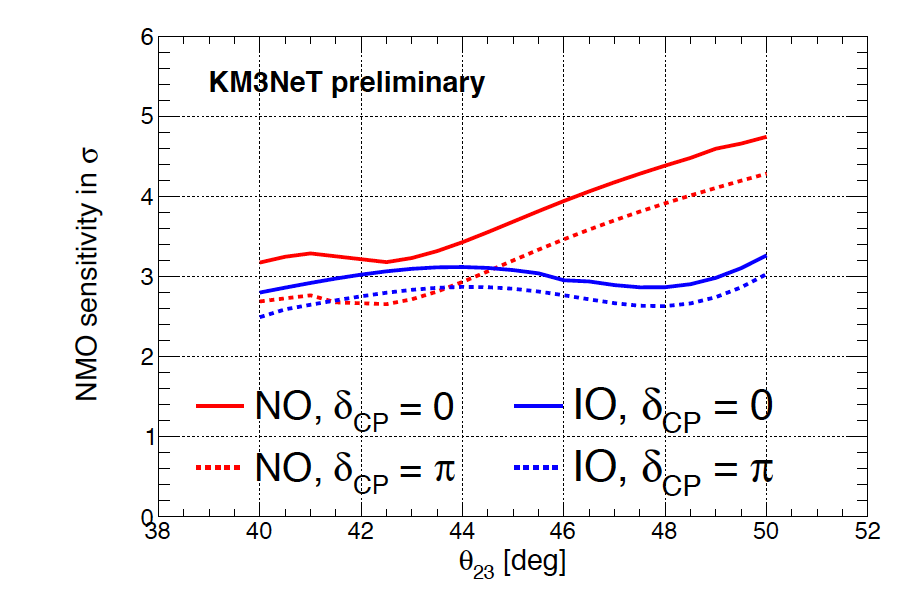 KM3NeT preliminary
NMO sensitivity in σ
6
5
4
3
2
1
0
NO, δCP = 0
IO, δCP = 0
NO, δCP = π
IO, δCP = π
38 40 42 44 46 48 50 52
θ23 [deg]